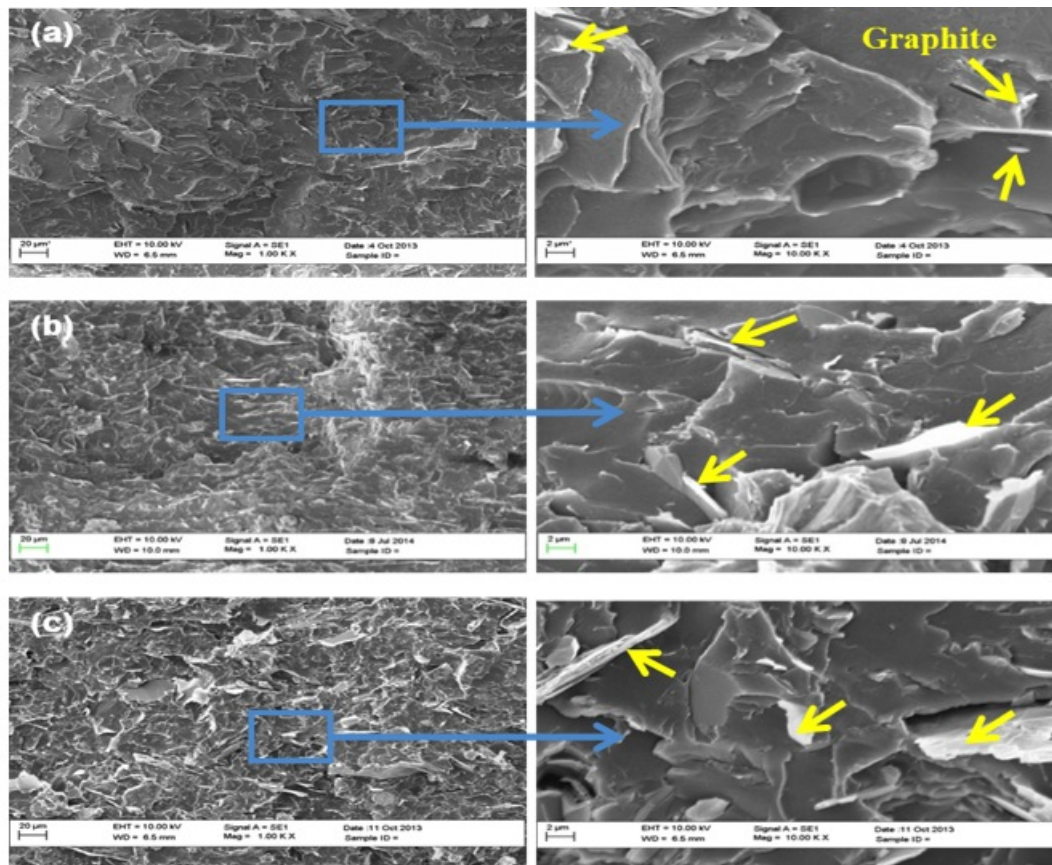 (a)
Graphite
20 µm* EHT = 10.00 kV Signal A = SE1 Date :4 Oct 2013
WD = 6.5 mm Mag = 1.00 K X Sample ID =
2 µm* EHT = 10.00 kV Signal A = SE1 Date :4 Oct 2013
WD = 6.5 mm Mag = 10.00 K X Sample ID =
(b)
20 µm EHT = 10.00 kV Signal A = SE1 Date :8 Jul 2014
WD = 10.0 mm Mag = 1.00 K X Sample ID =
2 µm EHT = 10.00 kV Signal A = SE1 Date :8 Jul 2014
WD = 10.0 mm Mag = 10.00 K X Sample ID =
(c)
20 µm EHT = 10.00 kV Signal A = SE1 Date :11 Oct 2013
WD = 6.5 mm Mag = 1.00 K X Sample ID =
2 µm EHT = 10.00 kV Signal A = SE1 Date :11 Oct 2013
WD = 6.5 mm Mag = 10.00 K X Sample ID =